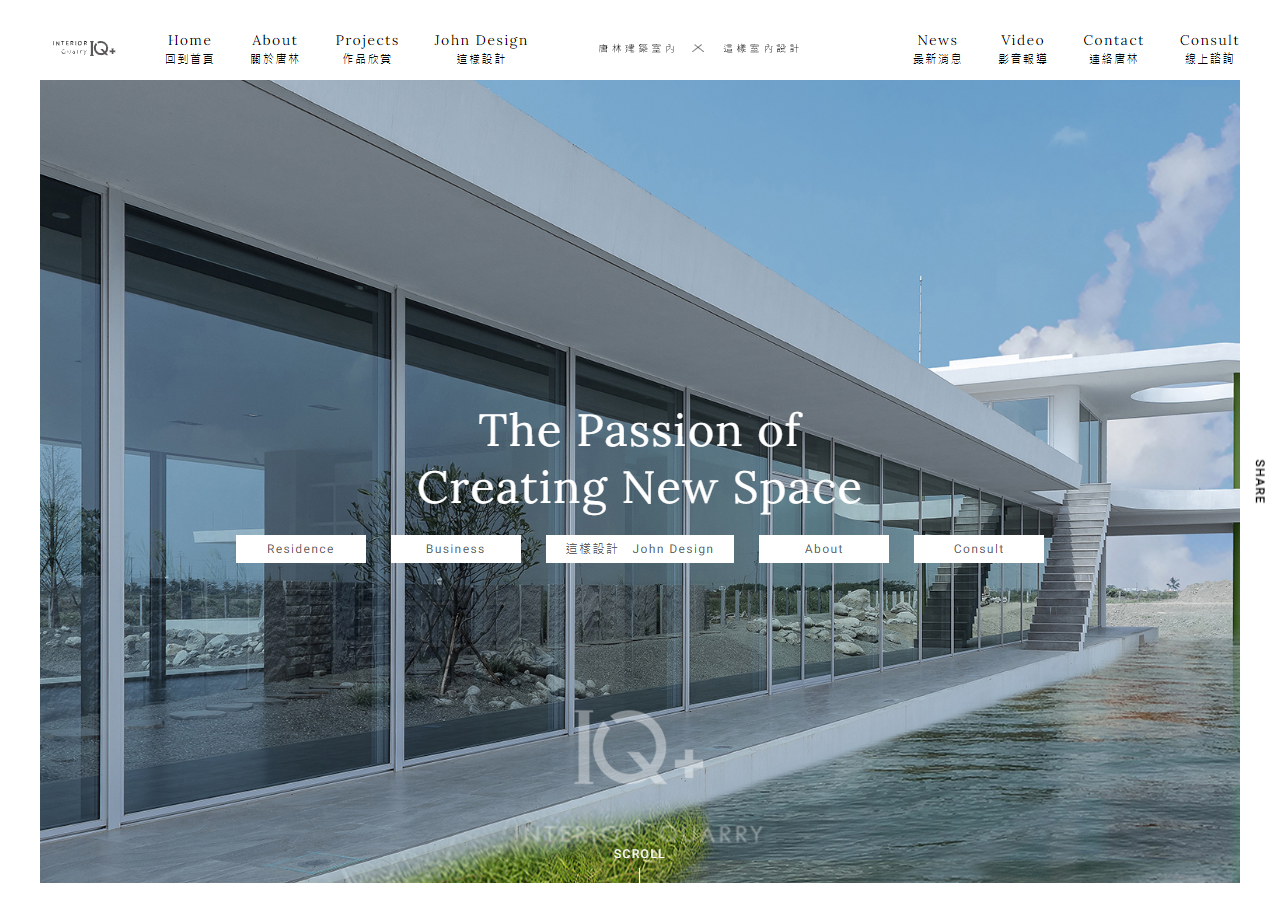 INTERIOR
Quarry IQ+
Home
回到首頁
About
關於唐林
Projects
作品欣賞
John Design
這樣設計
唐林建築室內 × 這樣室內設計
News
最新消息
Video
影音報導
Contact
連絡唐林
Consult
線上諮詢
The Passion of
Creating New Space
Residence
Business
這樣設計 John Design
About
Consult
SHARE
IQ+
INTERIOR QUARRY
SCROLL